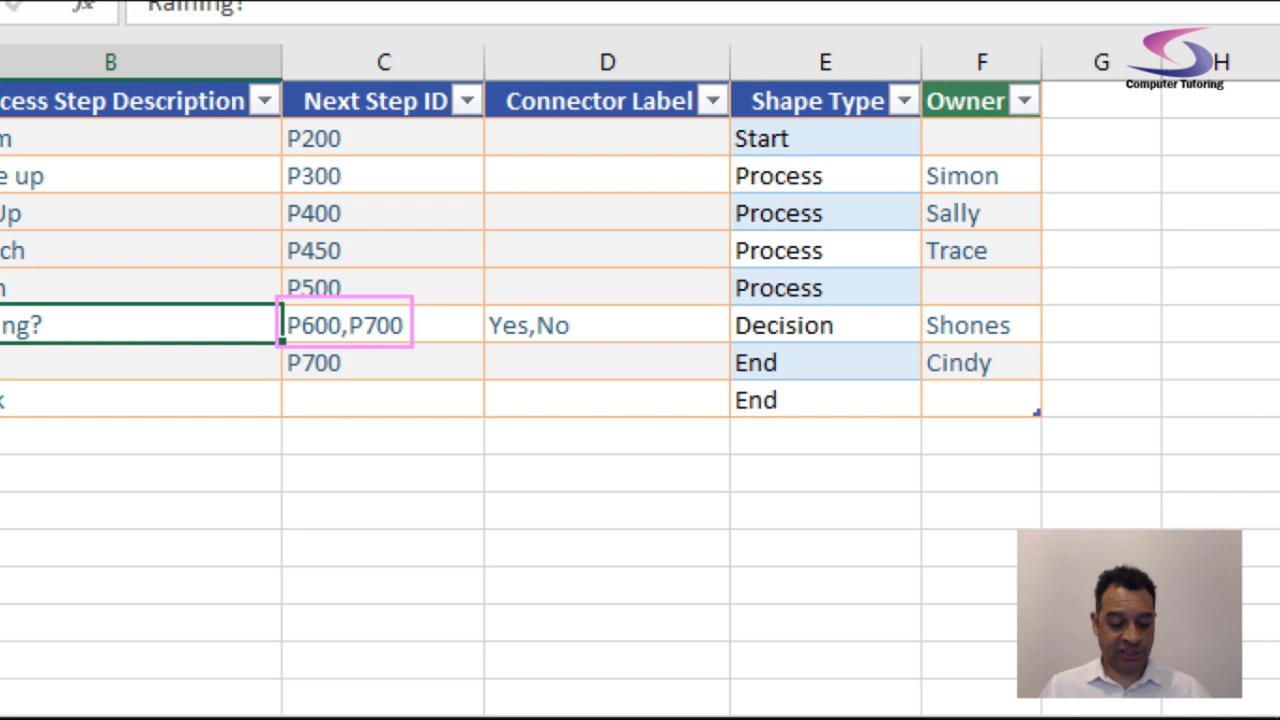 fx Raining?
B C D E F G H
Computer Tutoring
cess Step Description Next Step ID Connector Label Shape Type Owner
m P200 Start
e up P300 Process Simon
Up P400 Process Sally
ch P450 Process Trace
P500 Process
ng? P600,P700 Yes,No Decision Shones
P700 End Cindy
k End